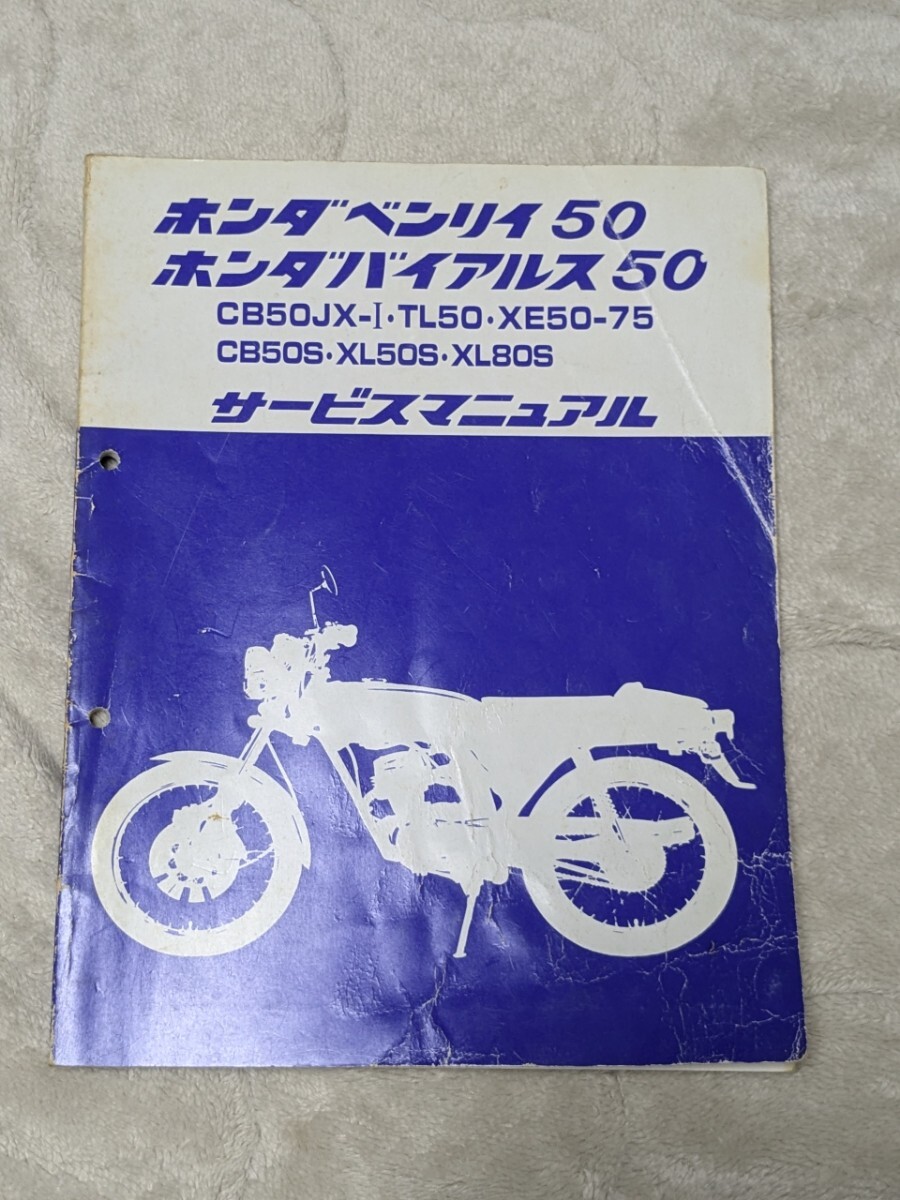 ホンダベンリイ50
ホンダバイアルス50
CB50JX-I・TL50・XE50-75
CB50S・XL50S・XL80S
サービスマニュアル